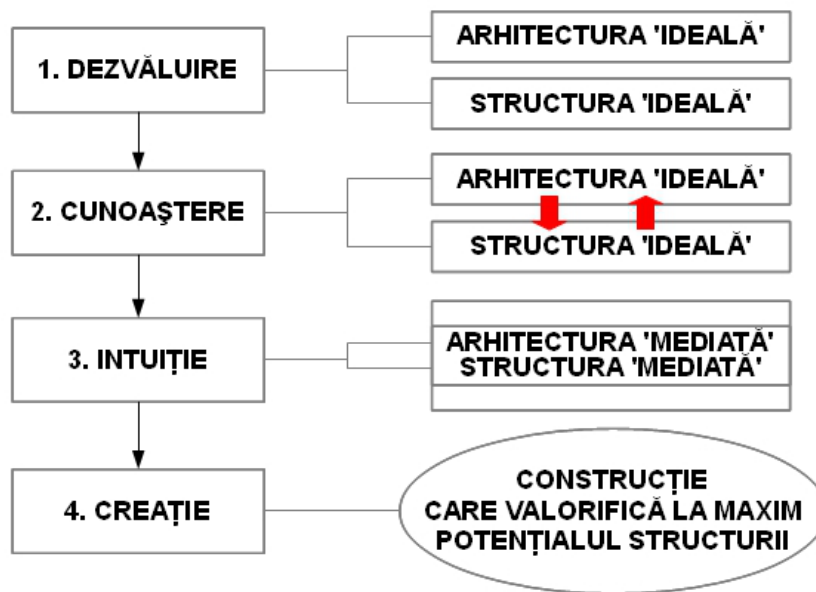 1. DEZVĂLUIRE
ARHITECTURA 'IDEALĂ'
STRUCTURA 'IDEALĂ'
2. CUNOAŞTERE
ARHITECTURA 'IDEALĂ'
STRUCTURA 'IDEALĂ'
3. INTUIȚIE
ARHITECTURA 'MEDIATĂ'
STRUCTURA 'MEDIATĂ'
4. CREAȚIE
CONSTRUCȚIE
CARE VALORIFICĂ LA MAXIM
POTENȚIALUL STRUCTURII